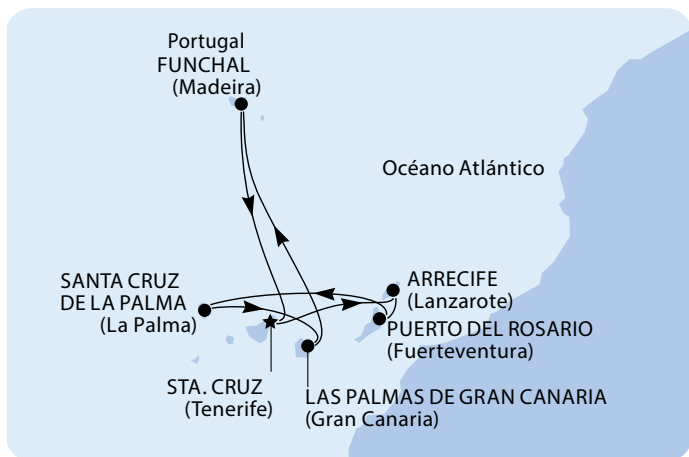 Portugal
FUNCHAL
(Madeira)
Océano Atlántico
SANTA CRUZ
DE LA PALMA
(La Palma)
ARRECIFE
(Lanzarote)
PUERTO DEL ROSARIO
(Fuerteventura)
STA. CRUZ
(Tenerife)
LAS PALMAS DE GRAN CANARIA
(Gran Canaria)